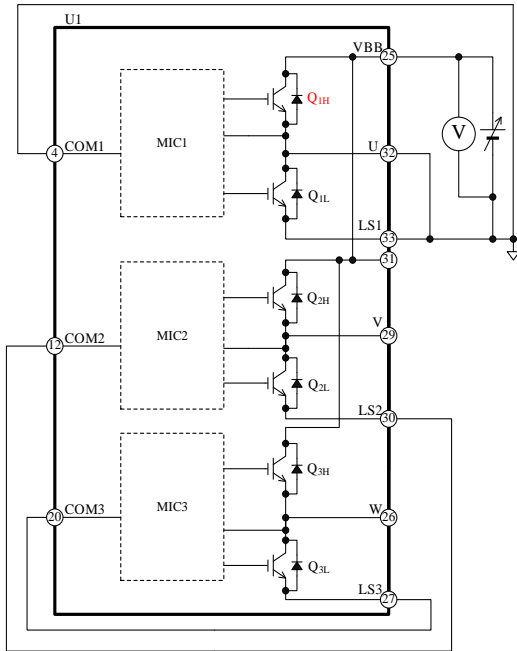 U1
VBB
25
Q1H
V
MIC1
4
COM1
U
32
Q1L
LS1
33
31
Q2H
V
29
12
COM2
MIC2
Q2L
LS2
30
Q3H
20
COM3
MIC3
W
26
Q3L
LS3
27